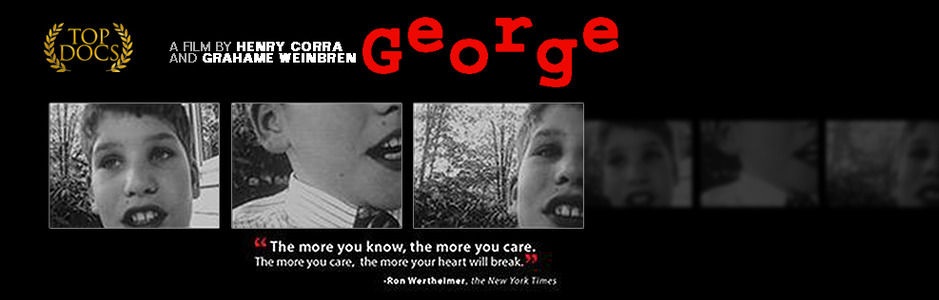 TOP
DOCS
A FILM BY HENRY CORRA
AND GRAHAME WEINBREN
George
“ The more you know, the more you care.
The more you care, the more your heart will break.”
-Ron Wertheimer, the New York Times